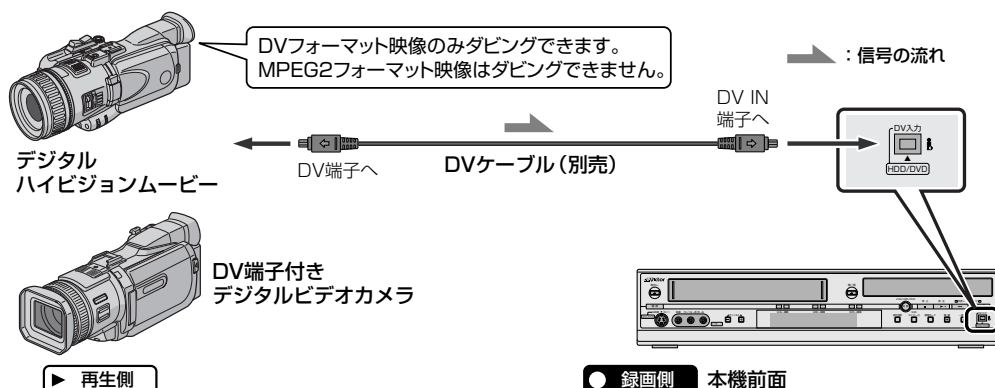 DVフォーマット映像のみダビングできます。
MPEG2フォーマット映像はダビングできません。
：信号の流れ
DV IN
端子へ
DV入力
HDD/DVD
デジタル
ハイビジョンムービー
DV端子へ
DVケーブル（別売）
DV端子付き
デジタルビデオカメラ
Victor
再生側
録画側
本機前面